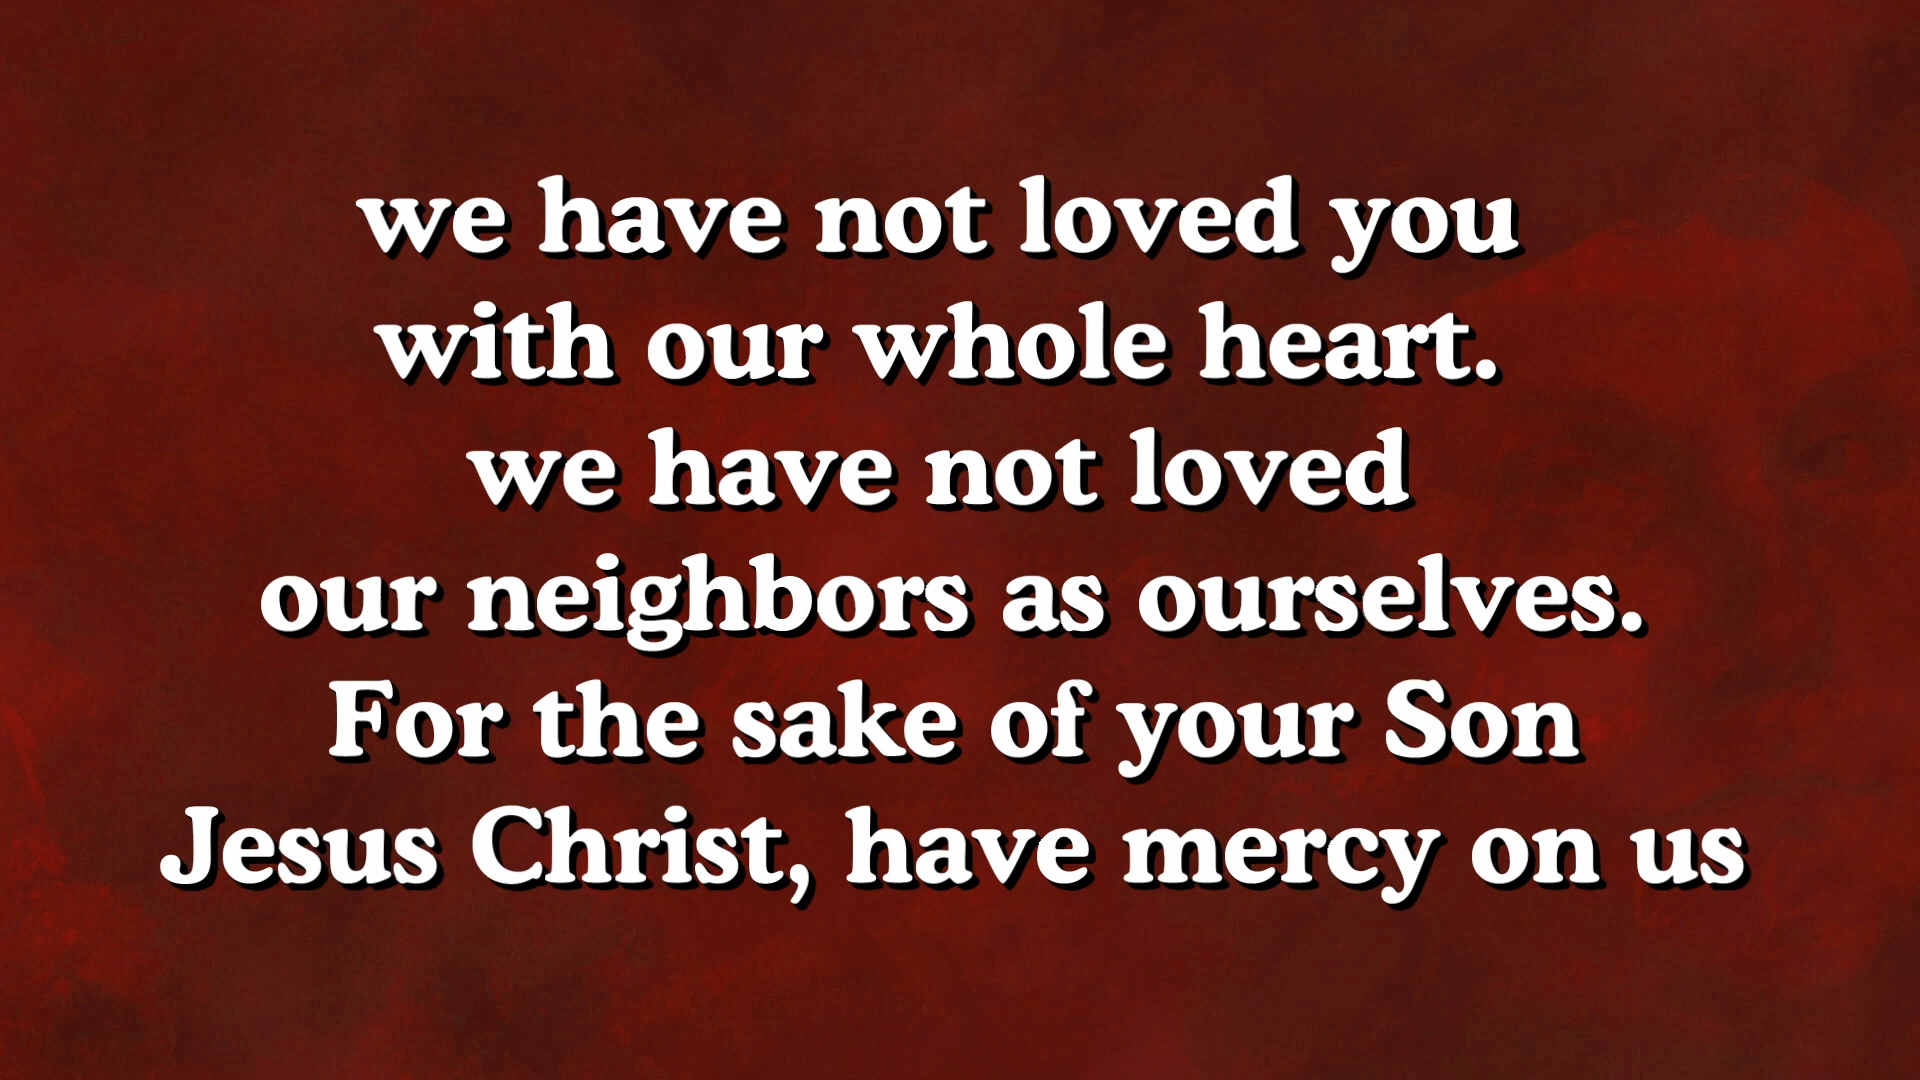 we have not loved you
with our whole heart.
we have not loved
our neighbors as ourselves.
For the sake of your Son
Jesus Christ, have mercy on us